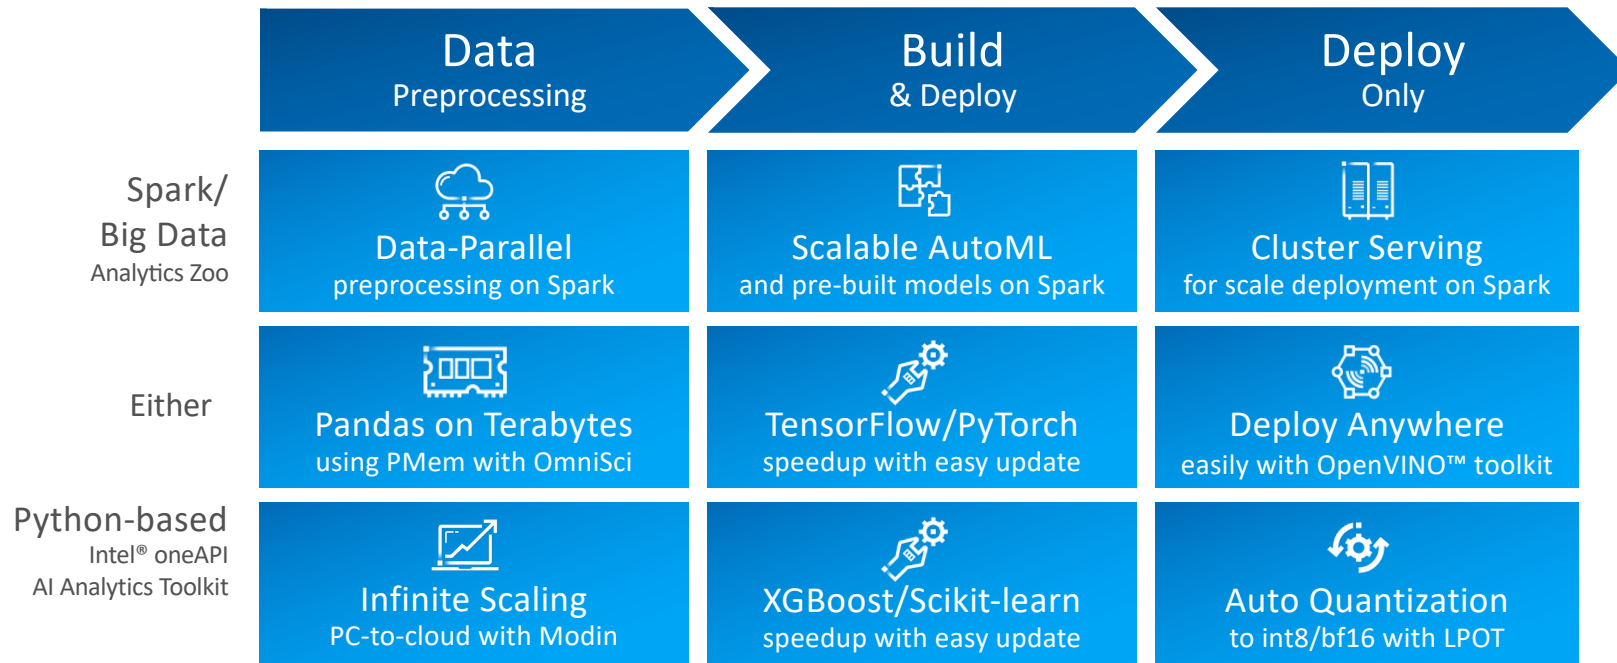 Data
Preprocessing
Build
& Deploy
Deploy
Only
Spark/
Big Data
Analytics Zoo
Data-Parallel
preprocessing on Spark
Scalable AutoML
and pre-built models on Spark
Cluster Serving
for scale deployment on Spark
Either
Pandas on Terabytes
using PMem with OmniSci
TensorFlow/PyTorch
speedup with easy update
Deploy Anywhere
easily with OpenVINO™ toolkit
Python-based
Intel® oneAPI
AI Analytics Toolkit
Infinite Scaling
PC-to-cloud with Modin
XGBoost/Scikit-learn
speedup with easy update
Auto Quantization
to int8/bf16 with LPOT